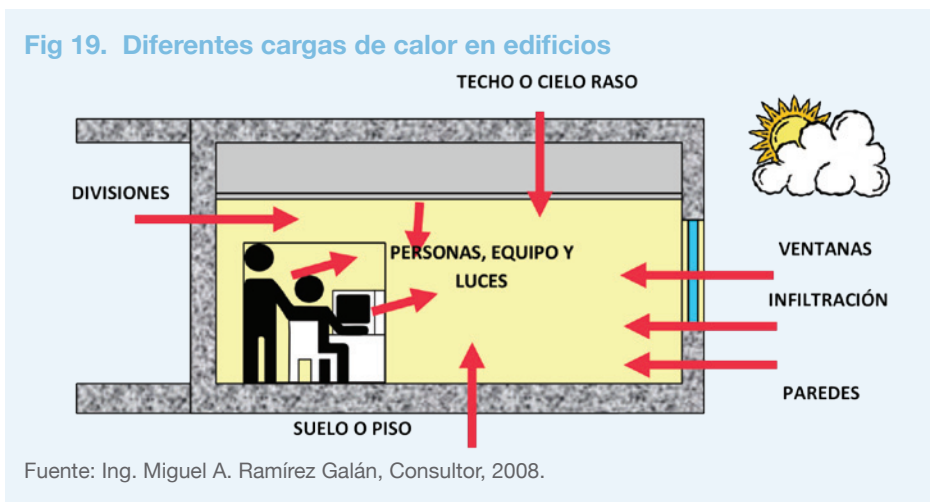 Fig 19. Diferentes cargas de calor en edificios
TECHO O CIELO RASO
DIVISIONES
PERSONAS, EQUIPO Y
LUCES
VENTANAS
INFILTRACIÓN
PAREDES
SUELO O PISO
Fuente: Ing. Miguel A. Ramírez Galán, Consultor, 2008.